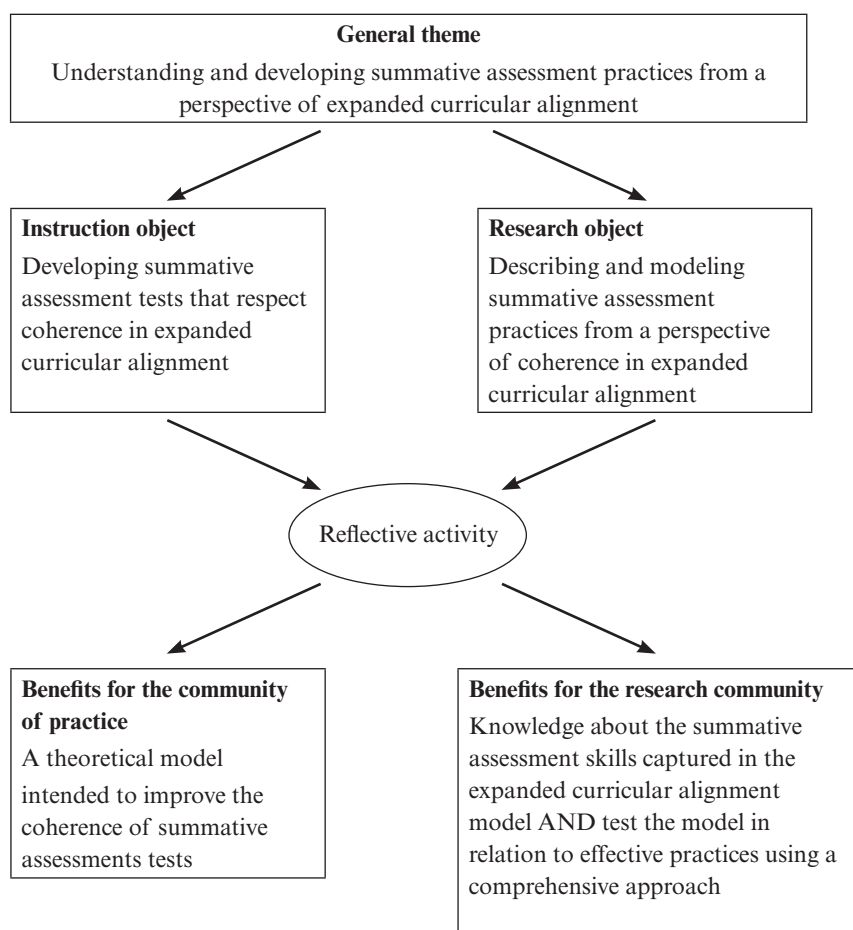 General theme
Understanding and developing summative assessment practices from a
perspective of expanded curricular alignment
Instruction object
Developing summative
assessment tests that respect
coherence in expanded
curricular alignment
Research object
Describing and modeling
summative assessment
practices from a perspective
of coherence in expanded
curricular alignment
Reflective activity
Benefits for the community
of practice
A theoretical model
intended to improve the
coherence of summative
assessments tests
Benefits for the research community
Knowledge about the summative
assessment skills captured in the
expanded curricular alignment
model AND test the model in
relation to effective practices using a
comprehensive approach